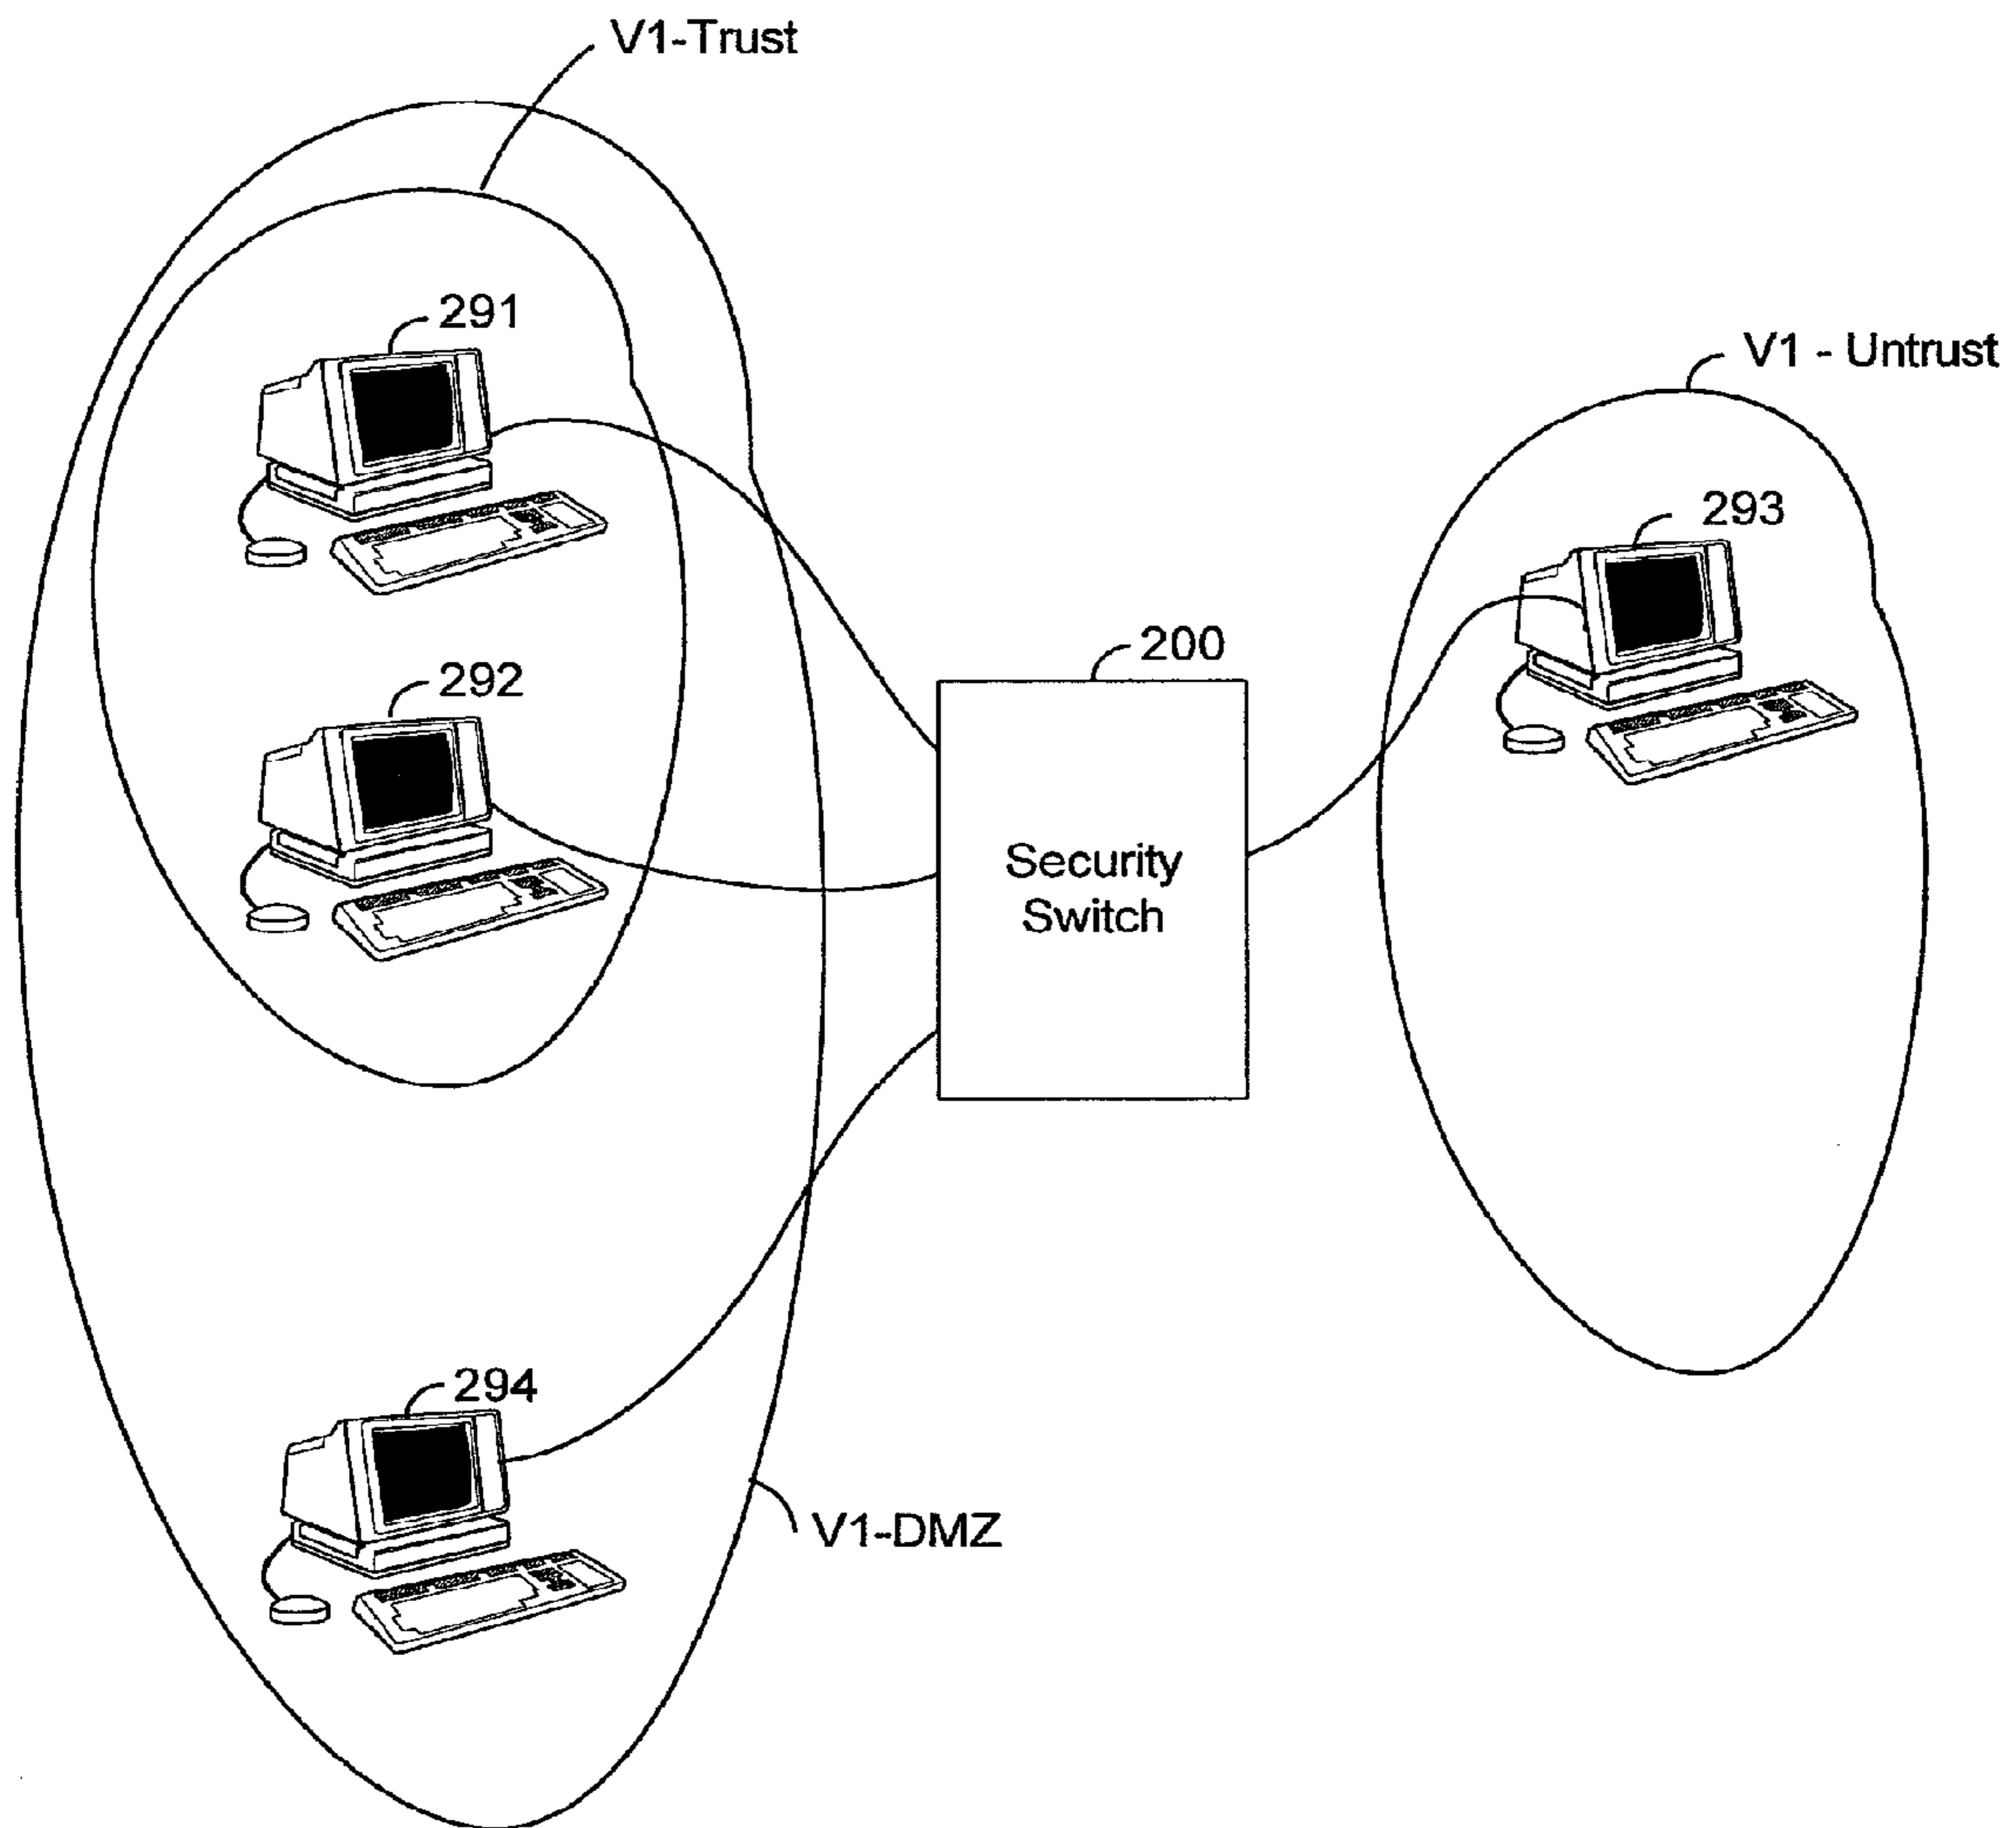 V1-Trust
291
V1 - Untrust
293
200
292
Security
Switch
294
V1-DMZ